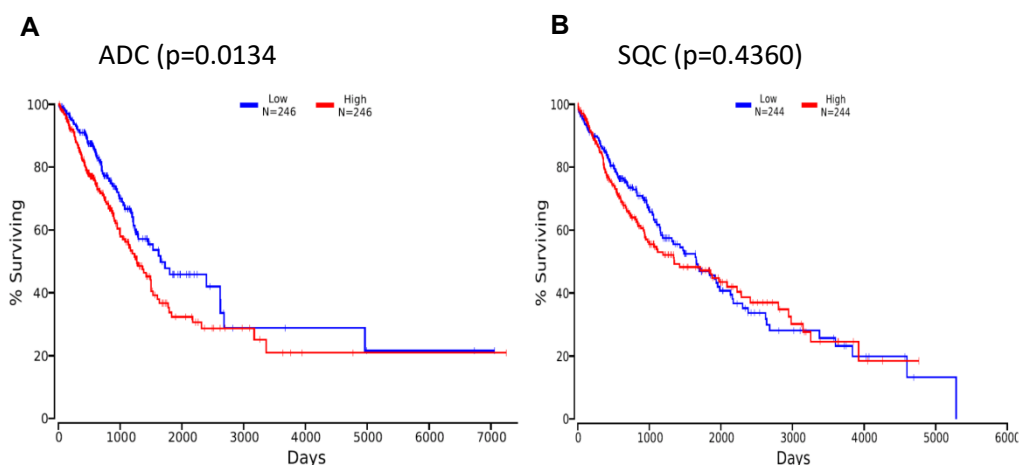 A
ADC (p=0.0134
Low
N=246
High
N=246
100
80
60
40
20
0
% Surviving
0 1000 2000 3000 4000 5000 6000 7000
Days
B
SQC (p=0.4360)
Low
N=244
High
N=244
100
80
60
40
20
0
% Surviving
0 1000 2000 3000 4000 5000 6000
Days